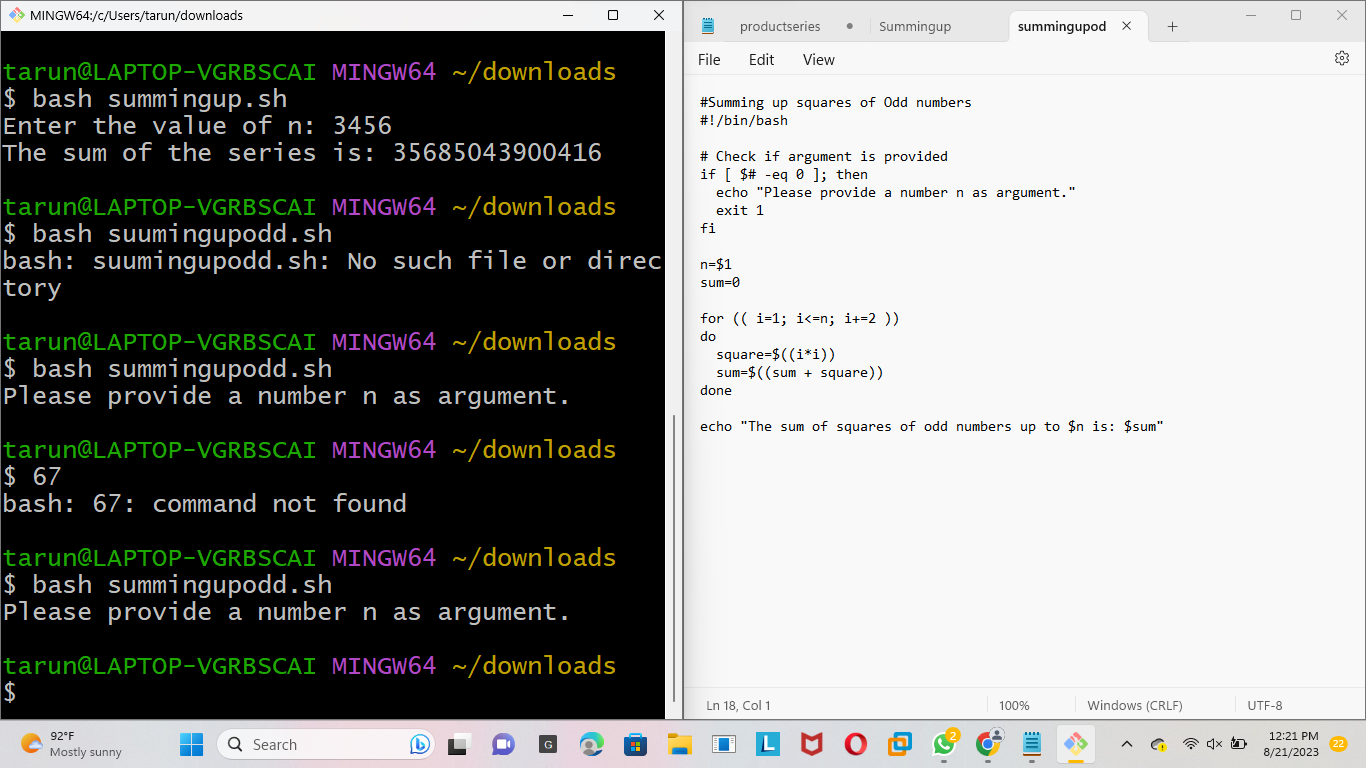 MINGW64:/c/Users/tarun/downloads
tarun@LAPTOP-VGRBSCAI MINGW64 ~/downloads
$ bash summingup.sh
Enter the value of n: 3456
The sum of the series is: 35685043900416
tarun@LAPTOP-VGRBSCAI MINGW64 ~/downloads
$ bash suumingupodd.sh
bash: suumingupodd.sh: No such file or direc
tory
tarun@LAPTOP-VGRBSCAI MINGW64 ~/downloads
$ bash summingupodd.sh
Please provide a number n as argument.
tarun@LAPTOP-VGRBSCAI MINGW64 ~/downloads
$ 67
bash: 67: command not found
tarun@LAPTOP-VGRBSCAI MINGW64 ~/downloads
$ bash summingupodd.sh
Please provide a number n as argument.
tarun@LAPTOP-VGRBSCAI MINGW64 ~/downloads
$
productseries
Summingup
summingupod
File Edit View
#Summing up squares of Odd numbers
#!/bin/bash
# Check if argument is provided
if [ $# -eq 0 ]; then
  echo "Please provide a number n as argument."
  exit 1
fi
n=$1
sum=0
for (( i=1; i<=n; i+=2 ))
do
  square=$((i*i))
  sum=$((sum + square))
done
echo "The sum of squares of odd numbers up to $n is: $sum"
Ln 18, Col 1 100% Windows (CRLF) UTF-8
92°F
Mostly sunny
Search
G
L
2
12:21 PM
8/21/2023
22